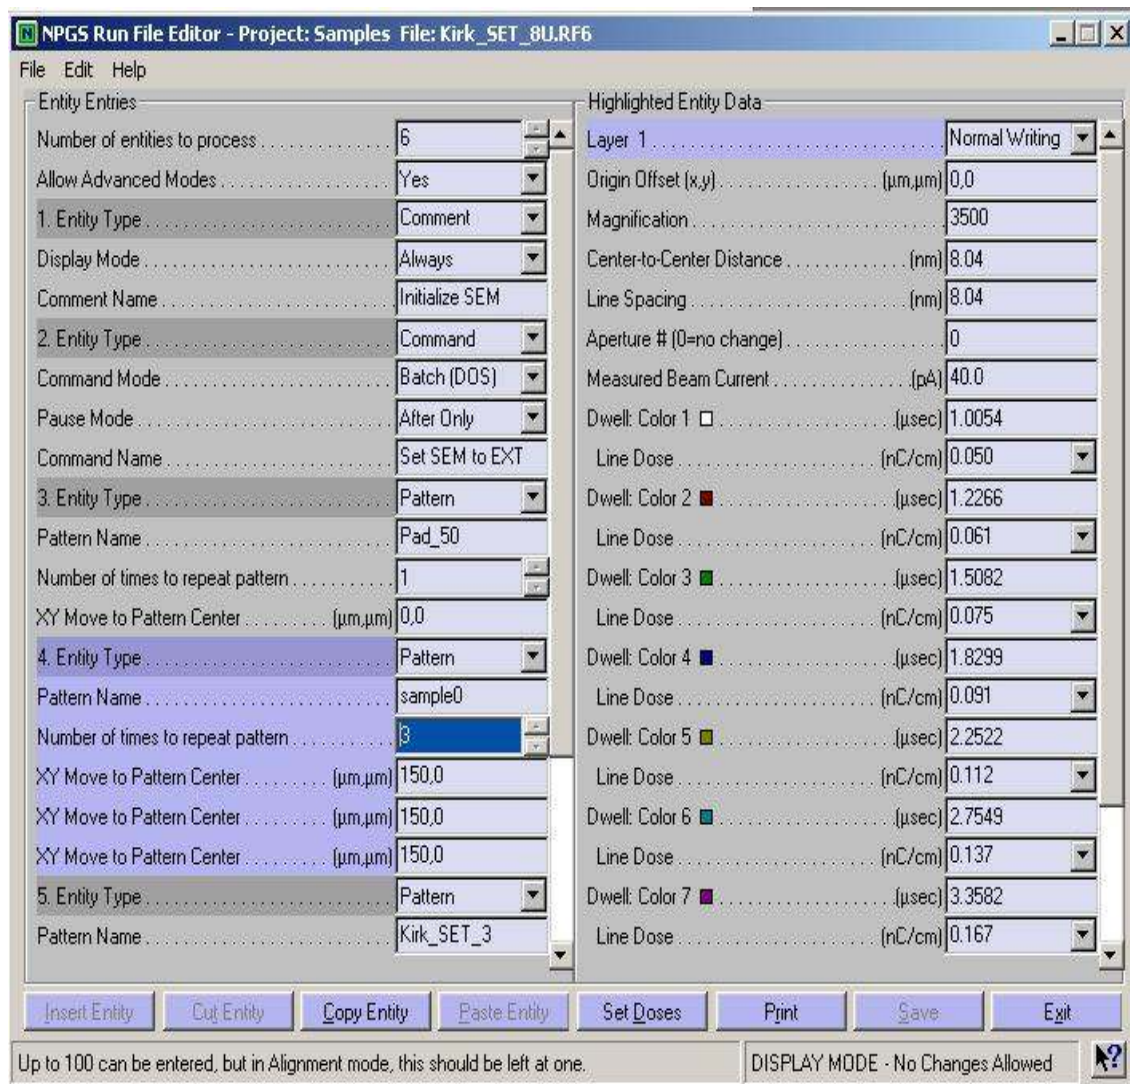 NPGS Run File Editor - Project: Samples File: Kirk_SET_8U.RF6
File Edit Help
Entity Entries
Number of entities to process 6
Allow Advanced Modes Yes
1. Entity Type Comment
Display Mode Always
Comment Name Initialize SEM
2. Entity Type Command
Command Mode Batch (DOS)
Pause Mode After Only
Command Name Set SEM to EXT
3. Entity Type Pattern
Pattern Name Pad_50
Number of times to repeat pattern 1
XY Move to Pattern Center (µm,µm) 0,0
4. Entity Type Pattern
Pattern Name sample0
Number of times to repeat pattern 3
XY Move to Pattern Center (µm,µm) 150,0
XY Move to Pattern Center (µm,µm) 150,0
XY Move to Pattern Center (µm,µm) 150,0
5. Entity Type Pattern
Pattern Name Kirk_SET_3
Highlighted Entity Data
Layer 1 Normal Writing
Origin Offset (x,y) (µm,µm) 0,0
Magnification 3500
Center-to-Center Distance (nm) 8.04
Line Spacing (nm) 8.04
Aperture # (0=no change) 0
Measured Beam Current (pA) 40.0
Dwell: Color 1 (µsec) 1.0054
Line Dose (nC/cm) 0.050
Dwell: Color 2 (µsec) 1.2266
Line Dose (nC/cm) 0.061
Dwell: Color 3 (µsec) 1.5082
Line Dose (nC/cm) 0.075
Dwell: Color 4 (µsec) 1.8299
Line Dose (nC/cm) 0.091
Dwell: Color 5 (µsec) 2.2522
Line Dose (nC/cm) 0.112
Dwell: Color 6 (µsec) 2.7549
Line Dose (nC/cm) 0.137
Dwell: Color 7 (µsec) 3.3582
Line Dose (nC/cm) 0.167
Insert Entity Cut Entity Copy Entity Paste Entity Set Doses Print Save Exit
Up to 100 can be entered, but in Alignment mode, this should be left at one. DISPLAY MODE - No Changes Allowed